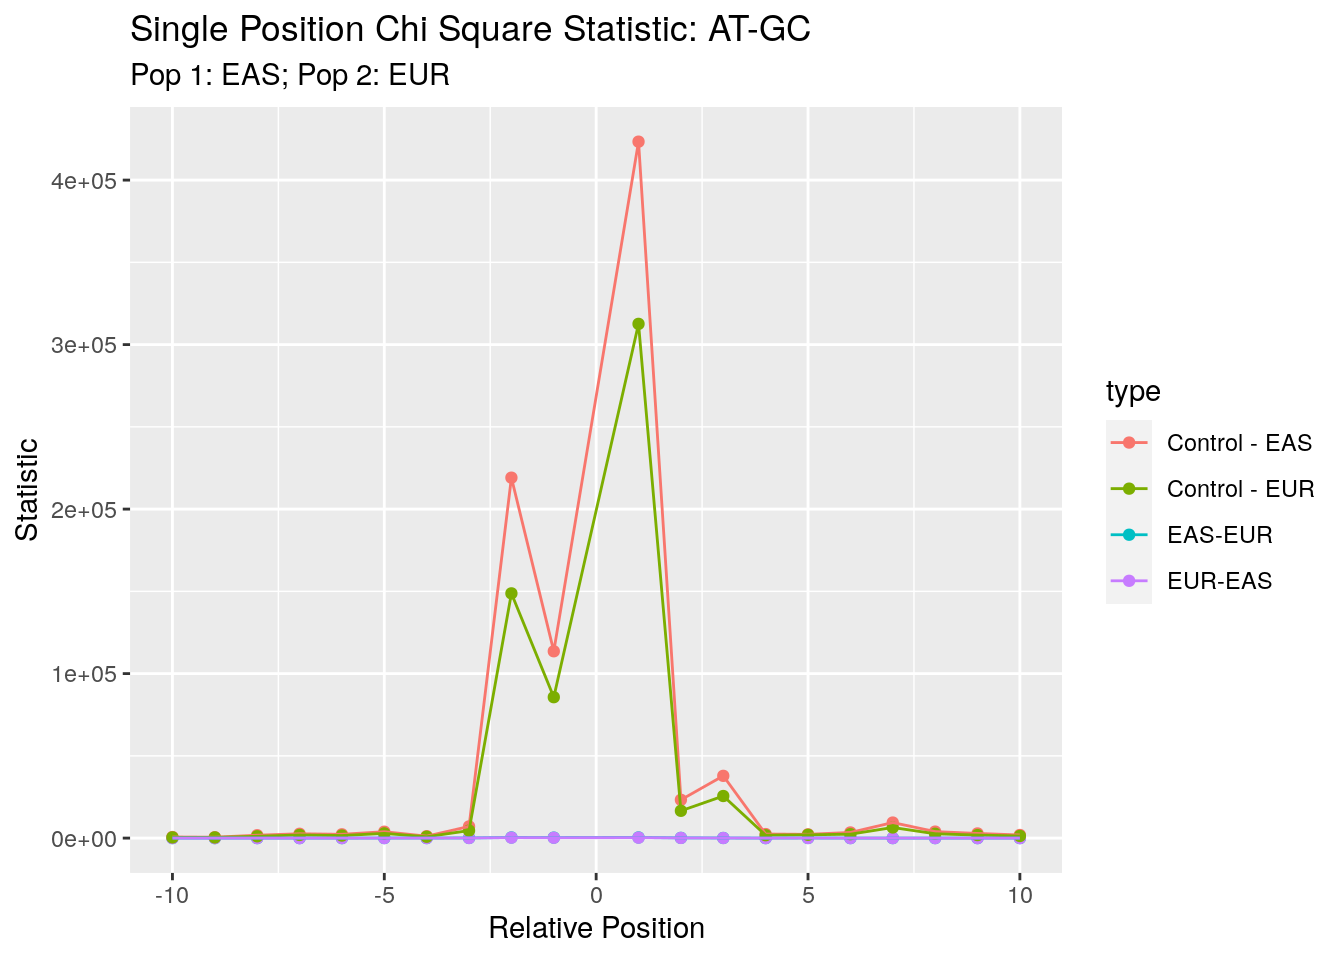 Single Position Chi Square Statistic: AT-GC
Pop 1: EAS; Pop 2: EUR
4e+05
3e+05
2e+05
1e+05
0e+00
Statistic
-10
-5
0
5
10
Relative Position
type
Control - EAS
Control - EUR
EAS-EUR
EUR-EAS